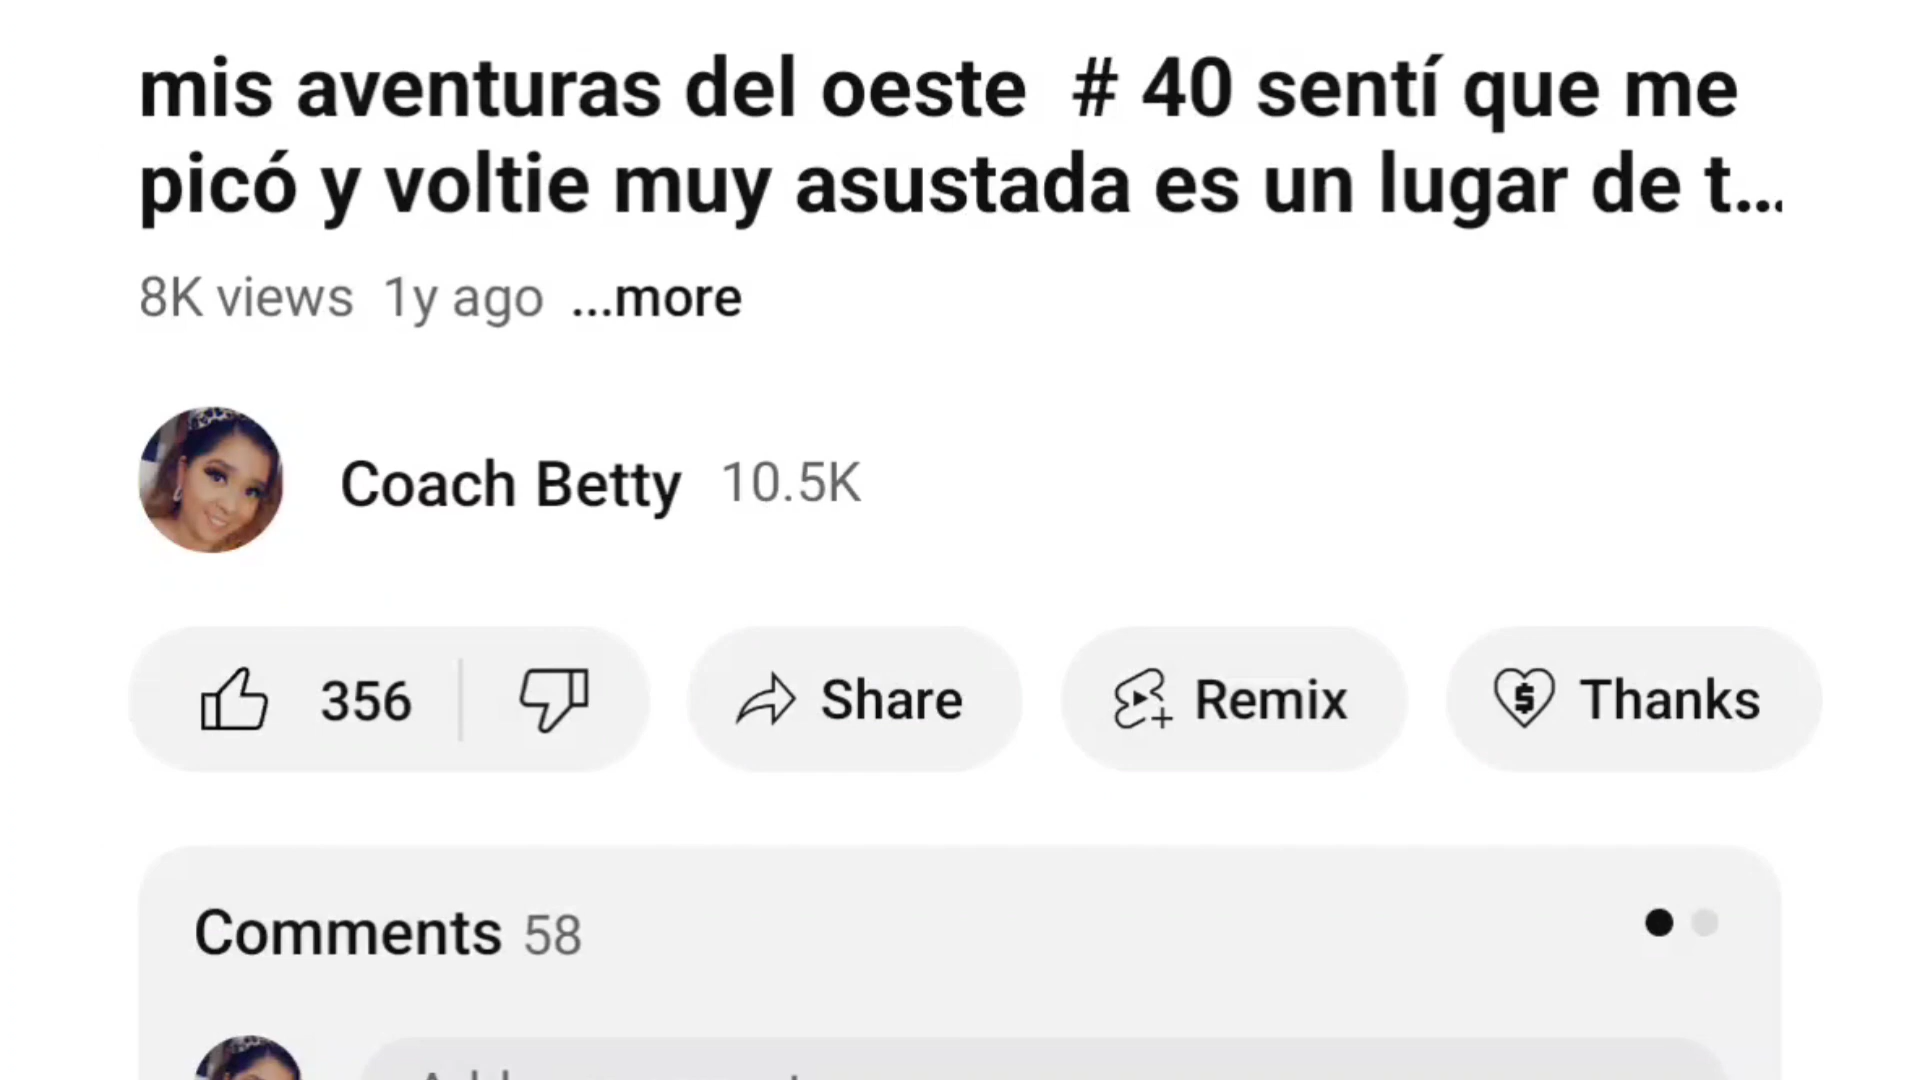 mis aventuras del oeste # 40 sentí que me
picó y voltie muy asustada es un lugar de t...
8K views 1y ago ...more
Coach Betty 10.5K
356 Share Remix Thanks
Comments 58